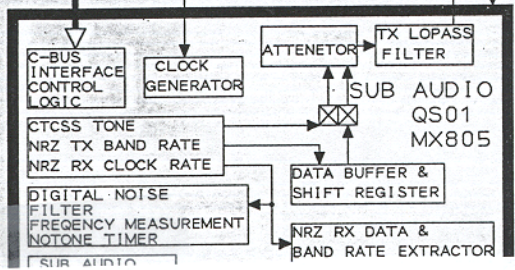 TX LOPASS
FILTER
ATTENETOR
C-BUS
INTERFACE
CONTROL
LOGIC
CLOCK
GENERATOR
SUB AUDIO
QS01
MX805
CTCSS TONE
NRZ TX BAND RATE
NRZ RX CLOCK RATE
DATA BUFFER &
SHIFT REGISTER
DIGITAL NOISE
FILTER
FREQENCY MEASUREMENT
NOTONE TIMER
NRZ RX DATA &
BAND RATE EXTRACTOR
SUB AUDIO